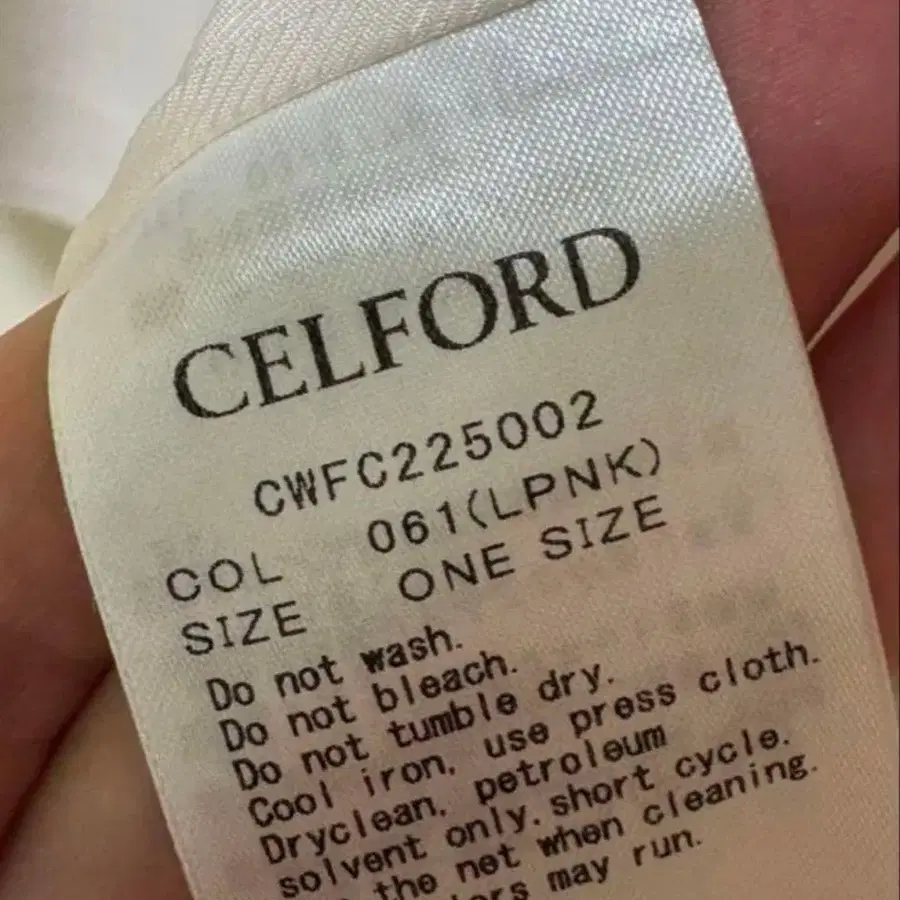 CELFORD
CWFC225002
COL 061(LPNK)
SIZE ONE SIZE
Do not wash.
Do not bleach.
Do not tumble dry.
Cool iron, use press cloth.
Dryclean, petroleum
solvent only, short cycle.
the net when cleaning.
may run.